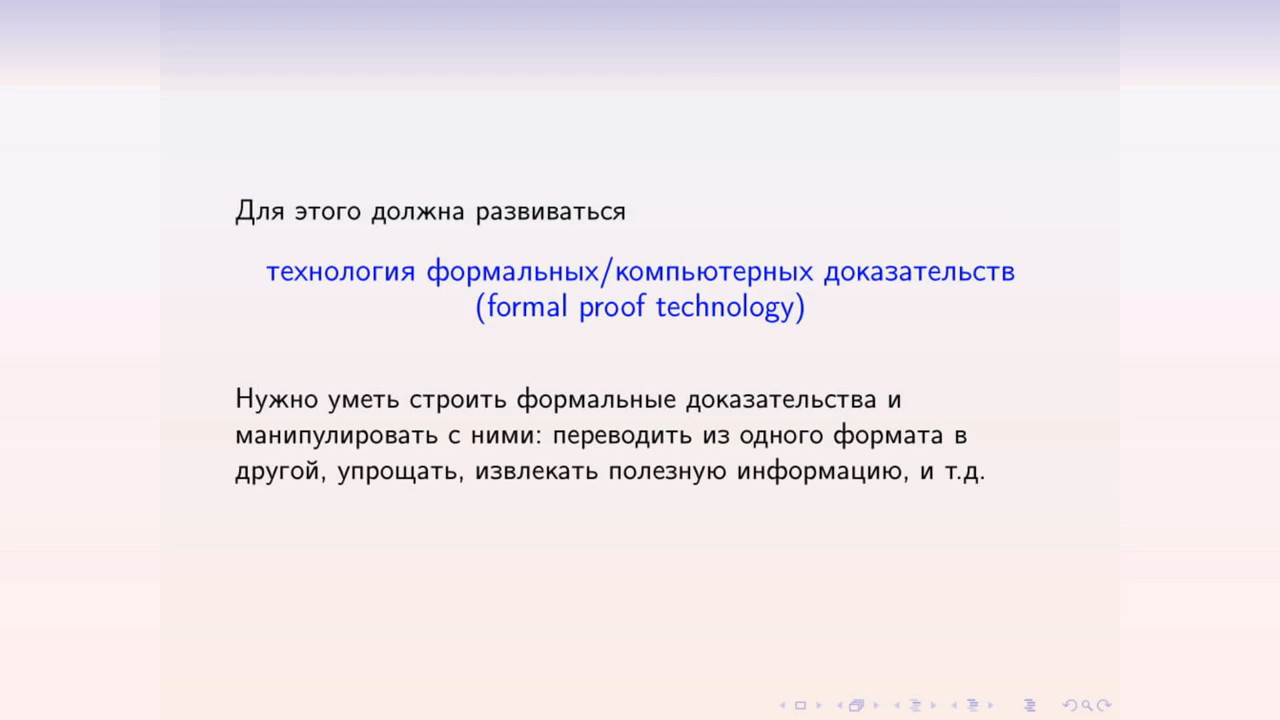 Для этого должна развиваться
технология формальных/компьютерных доказательств
(formal proof technology)
Нужно уметь строить формальные доказательства и
манипулировать с ними: переводить из одного формата в
другой, упрощать, извлекать полезную информацию, и т.д.